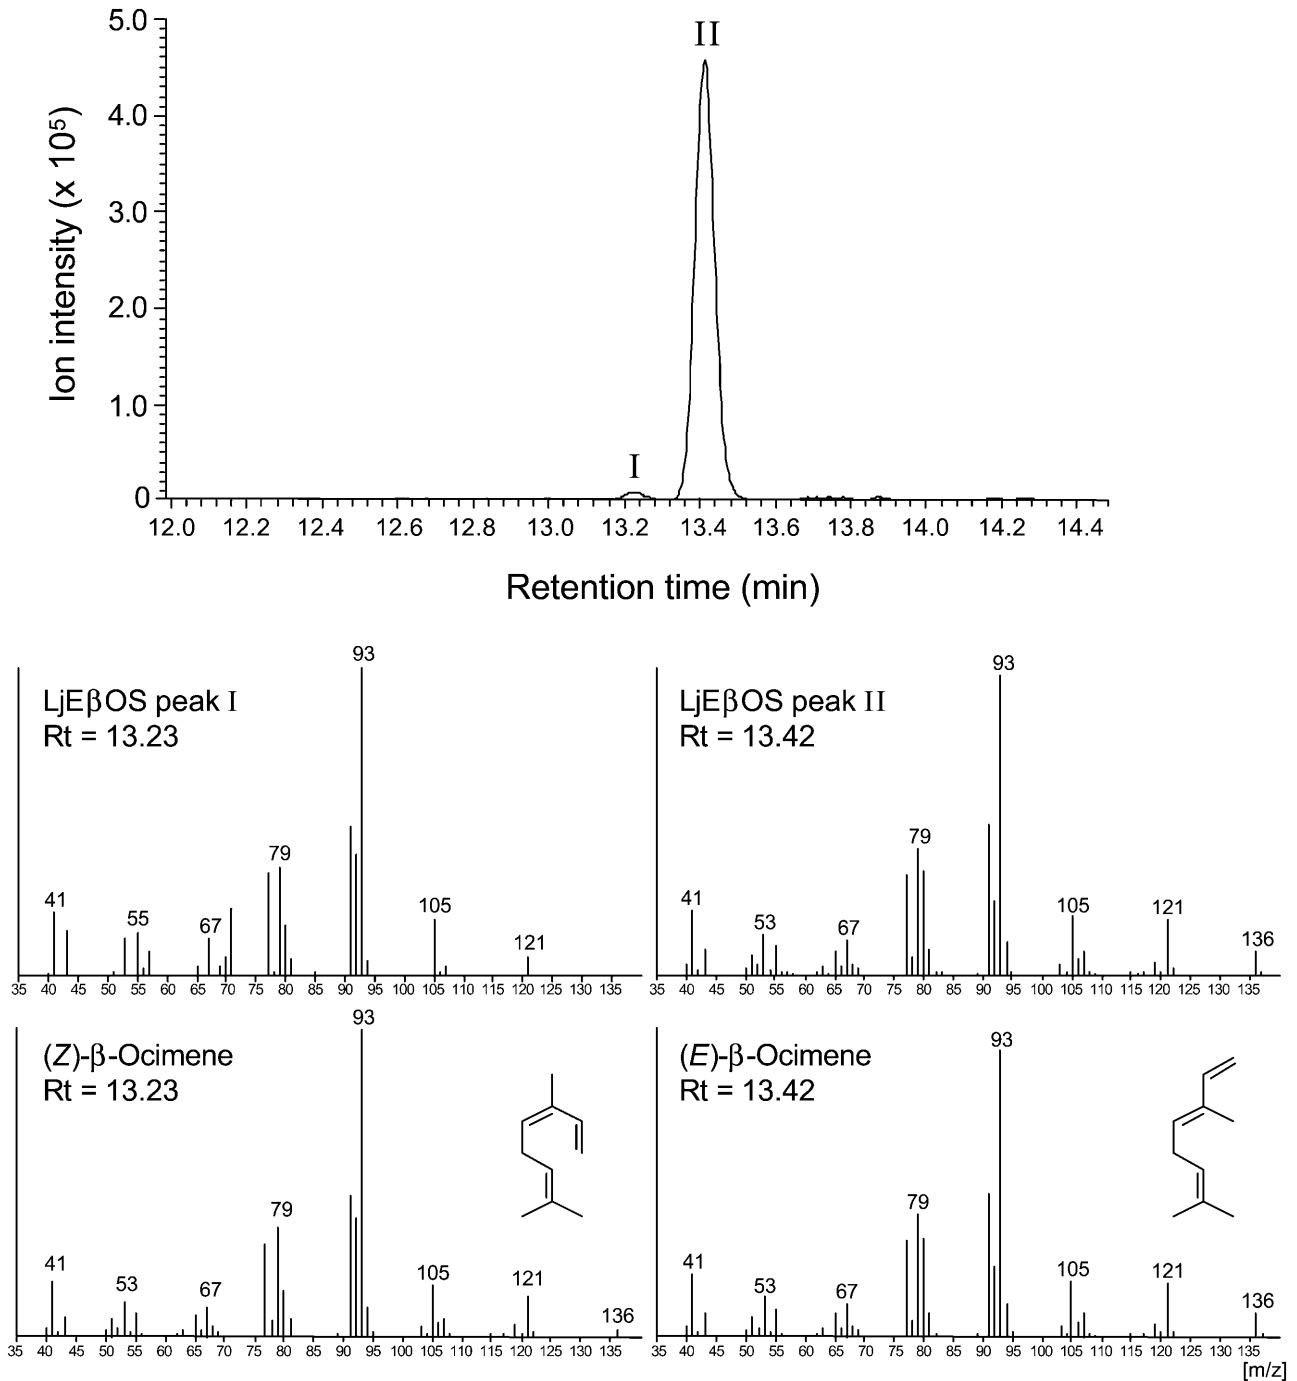 5.0
4.0
3.0
2.0
1.0
0
Ion intensity (x 10⁵)
I
II
12.0 12.2 12.4 12.6 12.8 13.0 13.2 13.4 13.6 13.8 14.0 14.2 14.4
Retention time (min)
LjEβOS peak I
Rt = 13.23
41 55 67 79 93 105 121
35 40 45 50 55 60 65 70 75 80 85 90 95 100 105 110 115 120 125 130 135
LjEβOS peak II
Rt = 13.42
41 53 67 79 93 105 121 136
35 40 45 50 55 60 65 70 75 80 85 90 95 100 105 110 115 120 125 130 135
(Z)-β-Ocimene
Rt = 13.23
41 53 67 79 93 105 121 136
35 40 45 50 55 60 65 70 75 80 85 90 95 100 105 110 115 120 125 130 135
(E)-β-Ocimene
Rt = 13.42
41 53 67 79 93 105 121 136
35 40 45 50 55 60 65 70 75 80 85 90 95 100 105 110 115 120 125 130 135
[m/z]